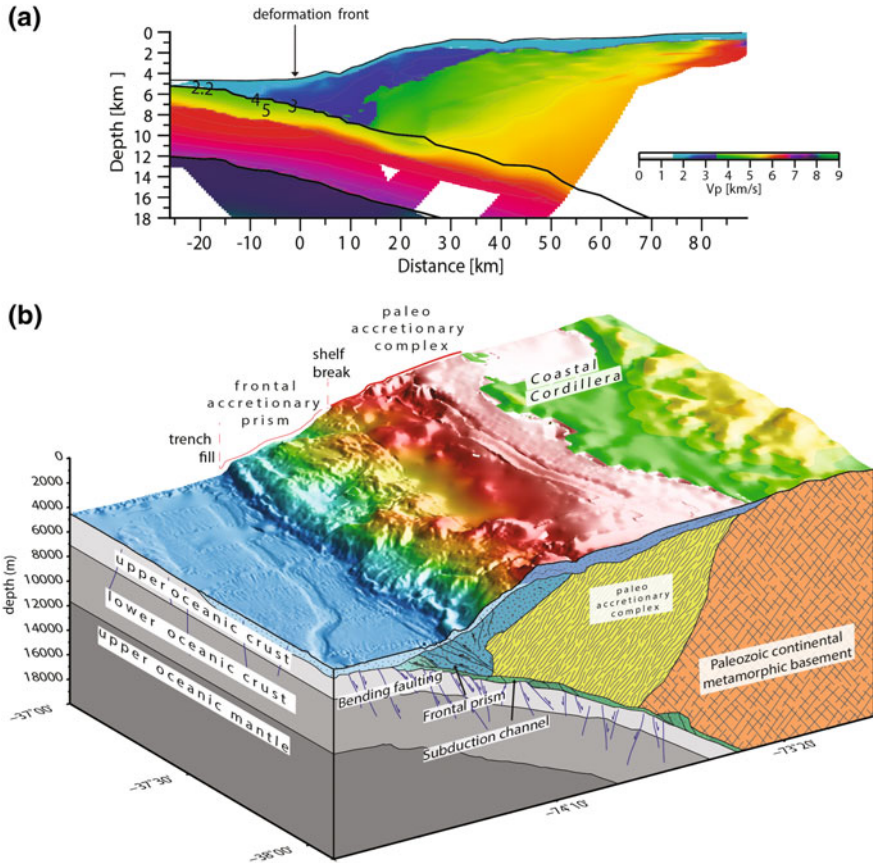 (a)
deformation front
0
2
4
6
8
10
12
14
16
18
Depth [km]
2.2
4
5
3
0 1 2 3 4 5 6 7 8 9
Vp [km/s]
-20 -10 0 10 20 30 40 50 60 70 80
Distance [km]
(b)
paleo
accretionary
complex
shelf
break
frontal
accretionary
prism
trench
fill
Coastal
Cordillera
0
2000
4000
6000
8000
10000
12000
14000
16000
18000
depth (m)
upper oceanic crust
lower oceanic crust
upper oceanic mantle
Bending faulting
Frontal prism
Subduction channel
paleo
accretionary
complex
Paleozoic continental
metamorphic basement
-37°00'
-37°30'
-38°00'
-74°10'
-73°20'